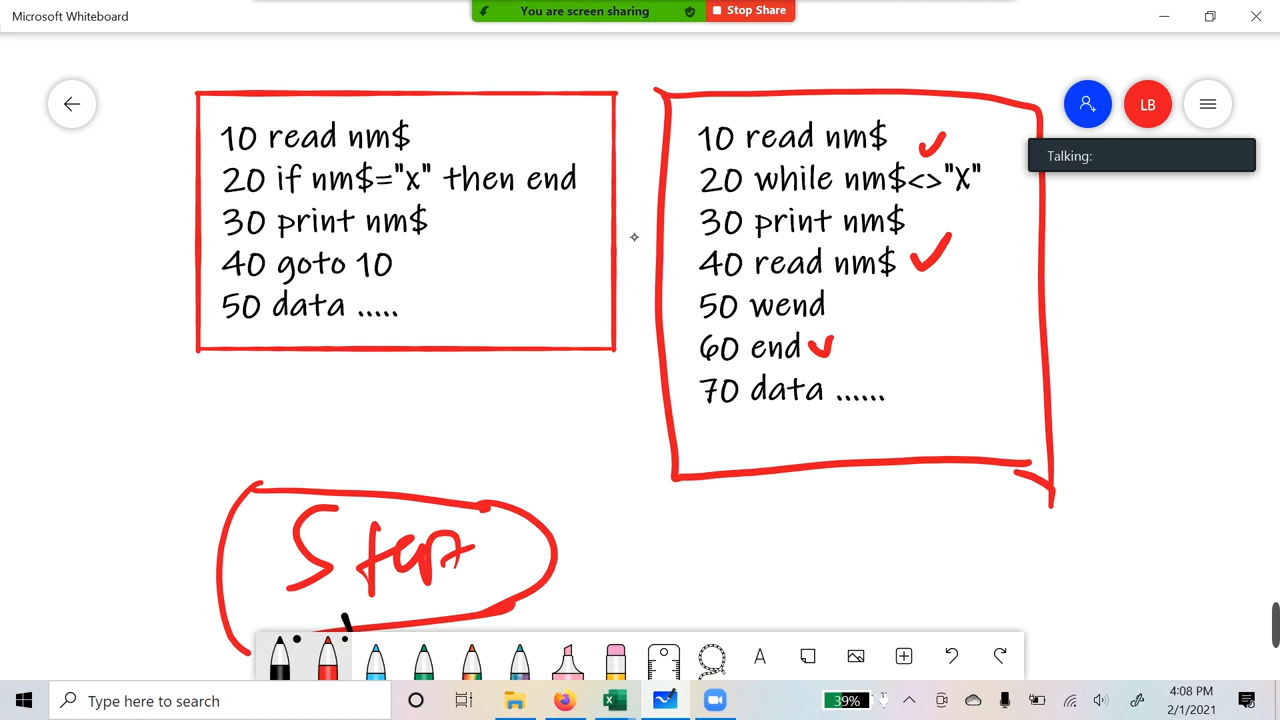 Microsoft Whiteboard
You are screen sharing
Stop Share
LB
Talking:
10 read nm$
20 if nm$="x" then end
30 print nm$
40 goto 10
50 data .....
10 read nm$
20 while nm$<>"X"
30 print nm$
40 read nm$
50 wend
60 end
70 data ......
Start
A
Type here to search
39%
4:08 PM
2/1/2021